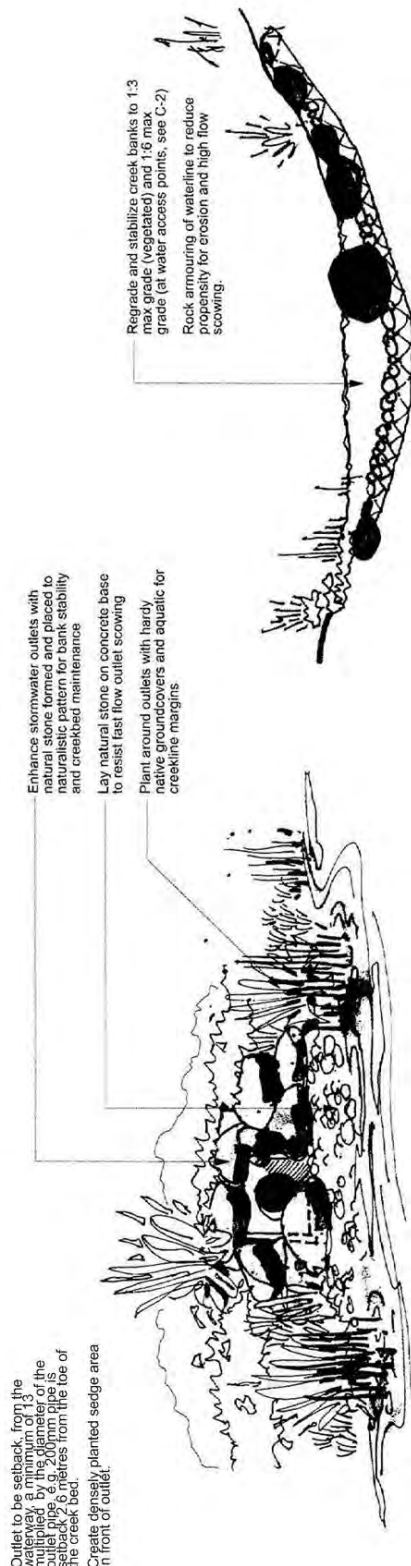 Outlet to be setback, from the
waterway, a minimum of 13
multiplied by the diameter of the
outlet pipe, e.g. 200mm pipe is
setback 2.6 metres from the toe of
the creek bed.
Create densely planted sedge area
in front of outlet.
Enhance stormwater outlets with
natural stone formed and placed to
naturalistic pattern for bank stability
and creekbed maintenance
Lay natural stone on concrete base
to resist fast flow outlet scowing
Plant around outlets with hardy
native groundcovers and aquatic for
creekline margins
Regrade and stabilize creek banks to 1:3
max grade (vegetated) and 1:6 max
grade (at water access points, see C-2)
Rock armouring of waterline to reduce
propensity for erosion and high flow
scowing.